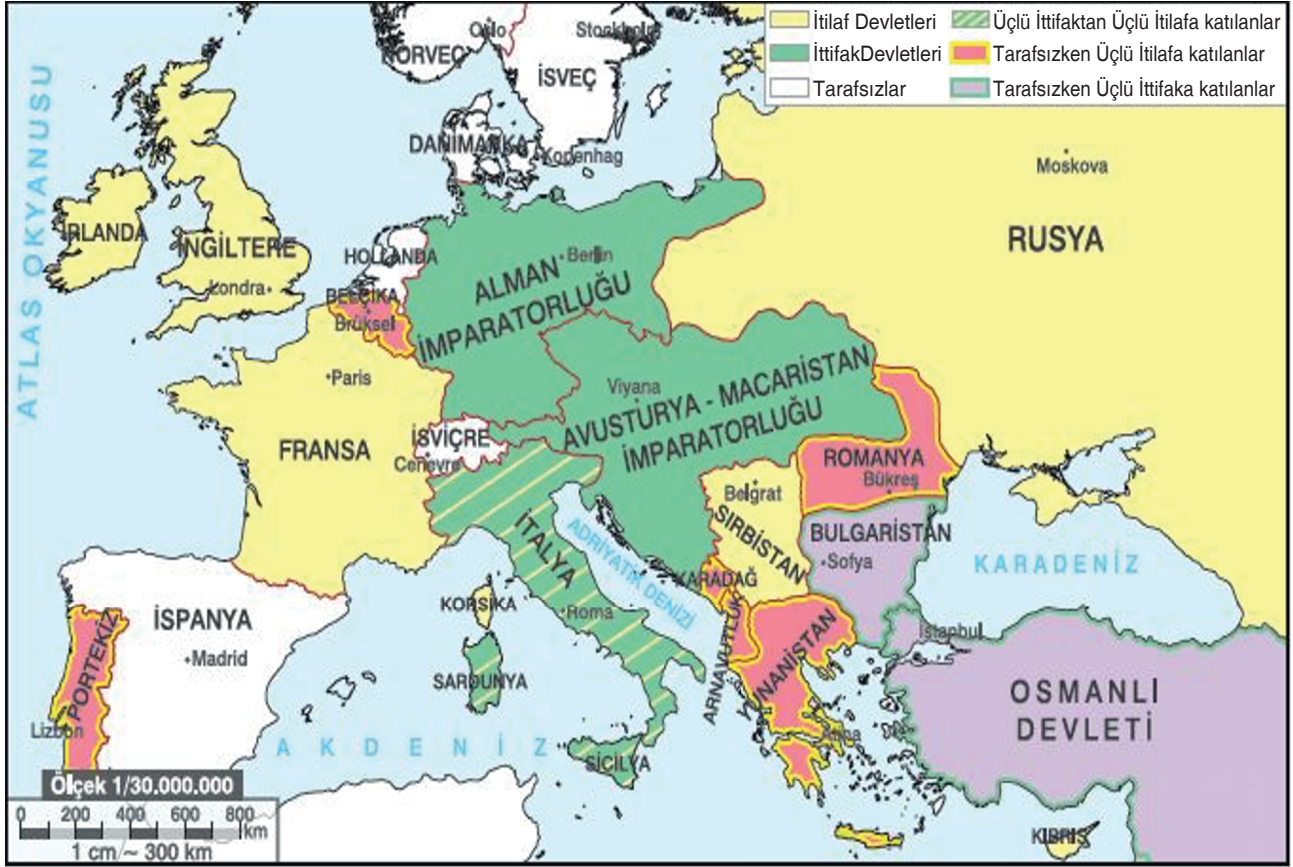 İtilaf Devletleri
İttifakDevletleri
Tarafsızlar
Üçlü İttifaktan Üçlü İtilafa katılanlar
Tarafsızken Üçlü İtilafa katılanlar
Tarafsızken Üçlü İttifaka katılanlar
ATLAS OKYANUSU
NORVEÇ
Oslo
Stockholm
İSVEÇ
DANİMARKA
Kopenhag
Moskova
RUSYA
İRLANDA
İNGİLTERE
Londra
HOLLANDA
BELÇİKA
Brüksel
ALMAN
İMPARATORLUĞU
Berlin
Paris
FRANSA
İSVİÇRE
Cenevre
Viyana
AVUSTURYA - MACARİSTAN
İMPARATORLUĞU
ROMANYA
Bükreş
Belgrat
SIRBİSTAN
BULGARİSTAN
Sofya
KARADENİZ
KARADAĞ
ADRİYATİK DENİZİ
İTALYA
Roma
KORSİKA
SARDUNYA
SİCİLYA
ARNAVUTLUK
YUNANİSTAN
Atina
İstanbul
OSMANLİ
DEVLETİ
KIBRIS
İSPANYA
Madrid
PORTEKİZ
Lizbon
AKDENİZ
Ölçek 1/30.000.000
0 200 400 600 800 km
1 cm ~ 300 km